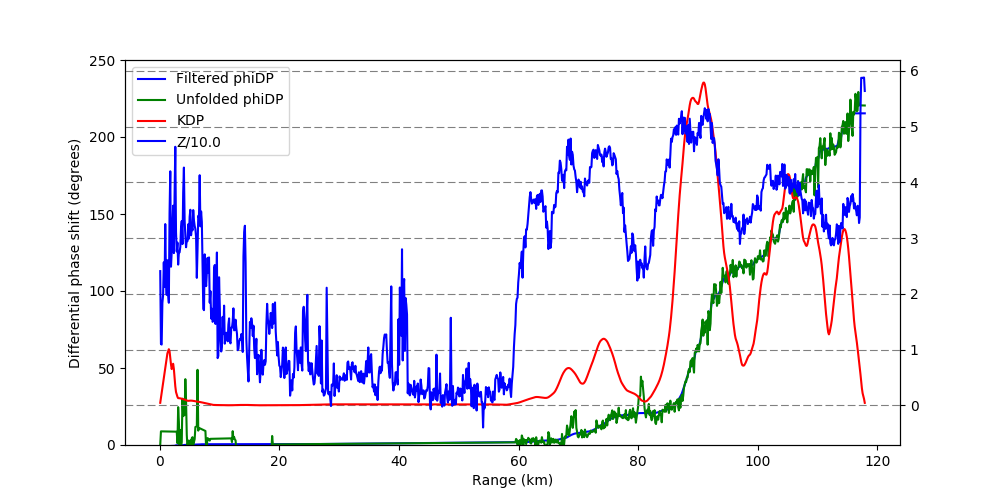 250
200
150
100
50
0
Differential phase shift (degrees)
Filtered phiDP
Unfolded phiDP
KDP
Z/10.0
6
5
4
3
2
1
0
0 20 40 60 80 100 120
Range (km)